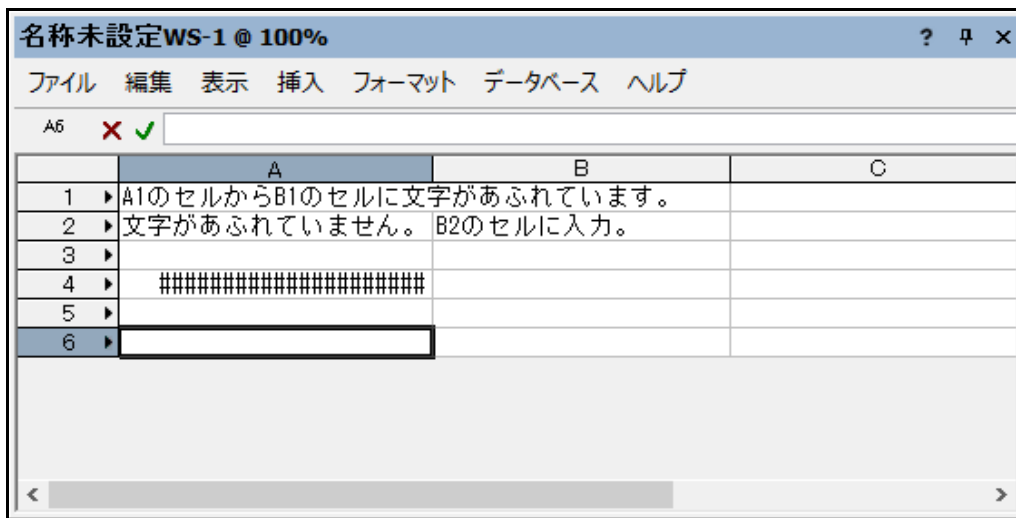 名称未設定WS-1 @ 100% ? ×
ファイル 編集 表示 挿入 フォーマット データベース ヘルプ
A6
A B C
1 A1のセルからB1のセルに文字があふれています。
2 文字があふれていません。 B2のセルに入力。
3
4 #####################
5
6